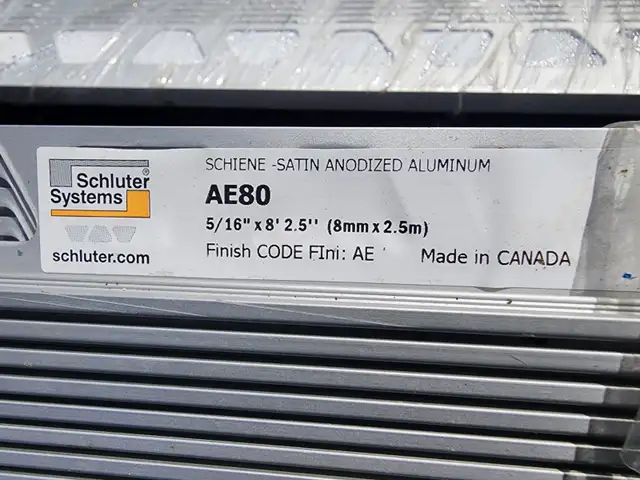 Schluter®
Systems
schluter.com
SCHIENE -SATIN ANODIZED ALUMINUM
AE80
5/16" x 8' 2.5'' (8mm x 2.5m)
Finish CODE FIni: AE
Made in CANADA